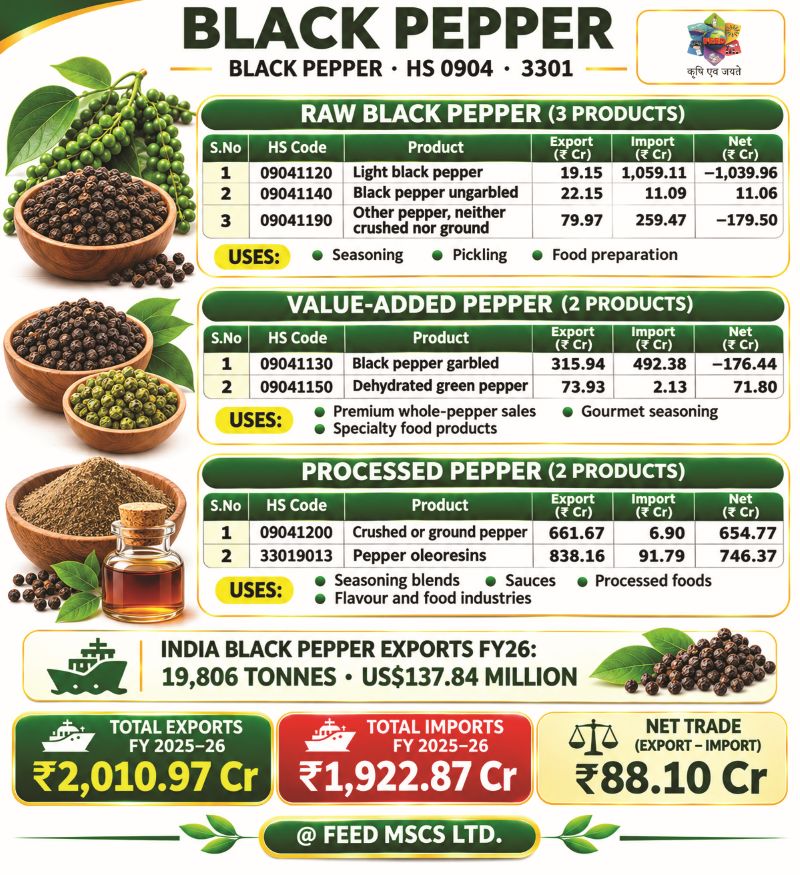 BLACK PEPPER
BLACK PEPPER · HS 0904 · 3301
कृषि एव जयते
RAW BLACK PEPPER (3 PRODUCTS)
S.No HS Code Product Export (₹ Cr) Import (₹ Cr) Net (₹ Cr)
1 09041120 Light black pepper 19.15 1,059.11 −1,039.96
2 09041140 Black pepper ungarbled 22.15 11.09 11.06
3 09041190 Other pepper, neither crushed nor ground 79.97 259.47 −179.50
USES: • Seasoning • Pickling • Food preparation
VALUE-ADDED PEPPER (2 PRODUCTS)
S.No HS Code Product Export (₹ Cr) Import (₹ Cr) Net (₹ Cr)
1 09041130 Black pepper garbled 315.94 492.38 −176.44
2 09041150 Dehydrated green pepper 73.93 2.13 71.80
USES: • Premium whole-pepper sales • Gourmet seasoning
• Specialty food products
PROCESSED PEPPER (2 PRODUCTS)
S.No HS Code Product Export (₹ Cr) Import (₹ Cr) Net (₹ Cr)
1 09041200 Crushed or ground pepper 661.67 6.90 654.77
2 33019013 Pepper oleoresins 838.16 91.79 746.37
USES: • Seasoning blends • Sauces • Processed foods
• Flavour and food industries
INDIA BLACK PEPPER EXPORTS FY26:
19,806 TONNES · US$137.84 MILLION
TOTAL EXPORTS
FY 2025–26
₹2,010.97 Cr
TOTAL IMPORTS
FY 2025–26
₹1,922.87 Cr
NET TRADE
(EXPORT – IMPORT)
₹88.10 Cr
@ FEED MSCS LTD.